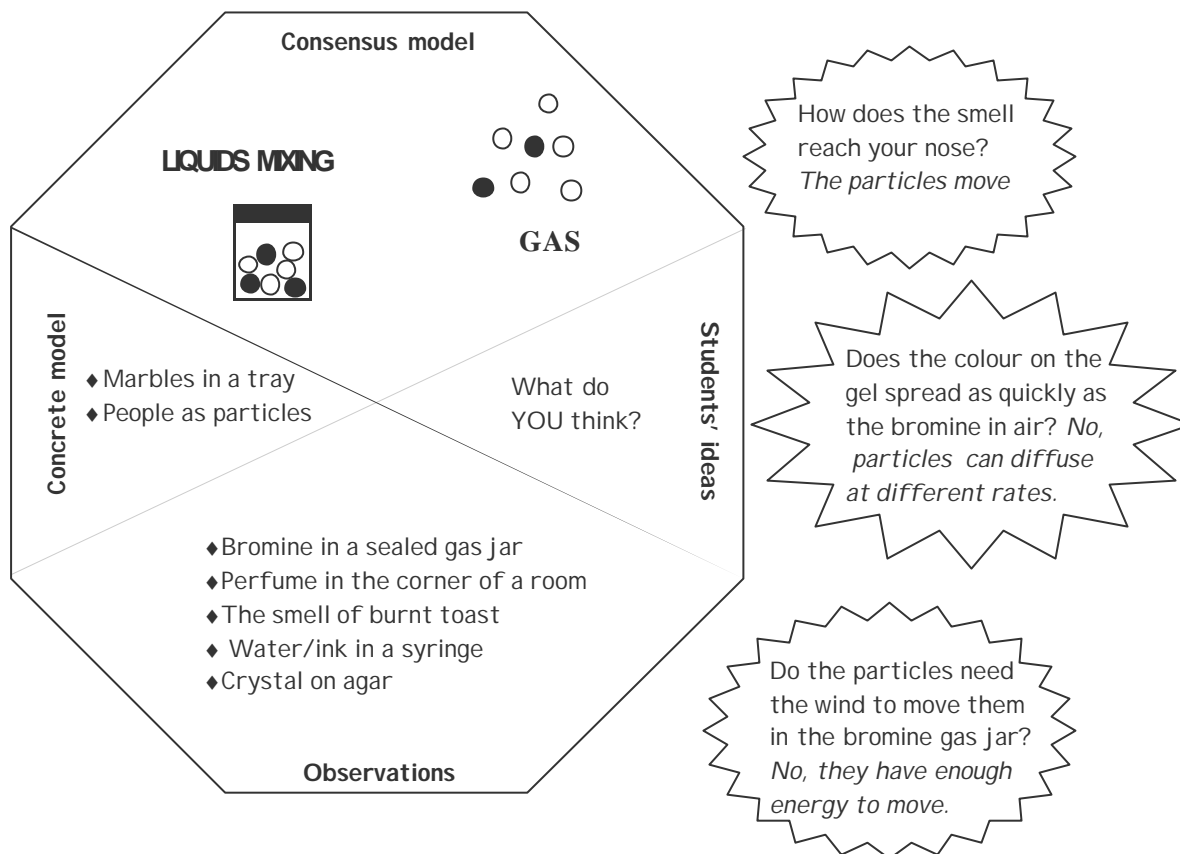 Consensus model
LIQUIDS MIXING
GAS
Concrete model
♦Marbles in a tray
♦People as particles
What do
YOU think?
Students' ideas
♦Bromine in a sealed gas jar
♦Perfume in the corner of a room
♦The smell of burnt toast
♦ Water/ink in a syringe
♦Crystal on agar
Observations
How does the smell
reach your nose?
The particles move
Does the colour on the
gel spread as quickly as
the bromine in air? No,
particles can diffuse
at different rates.
Do the particles need
the wind to move them
in the bromine gas jar?
No, they have enough
energy to move.